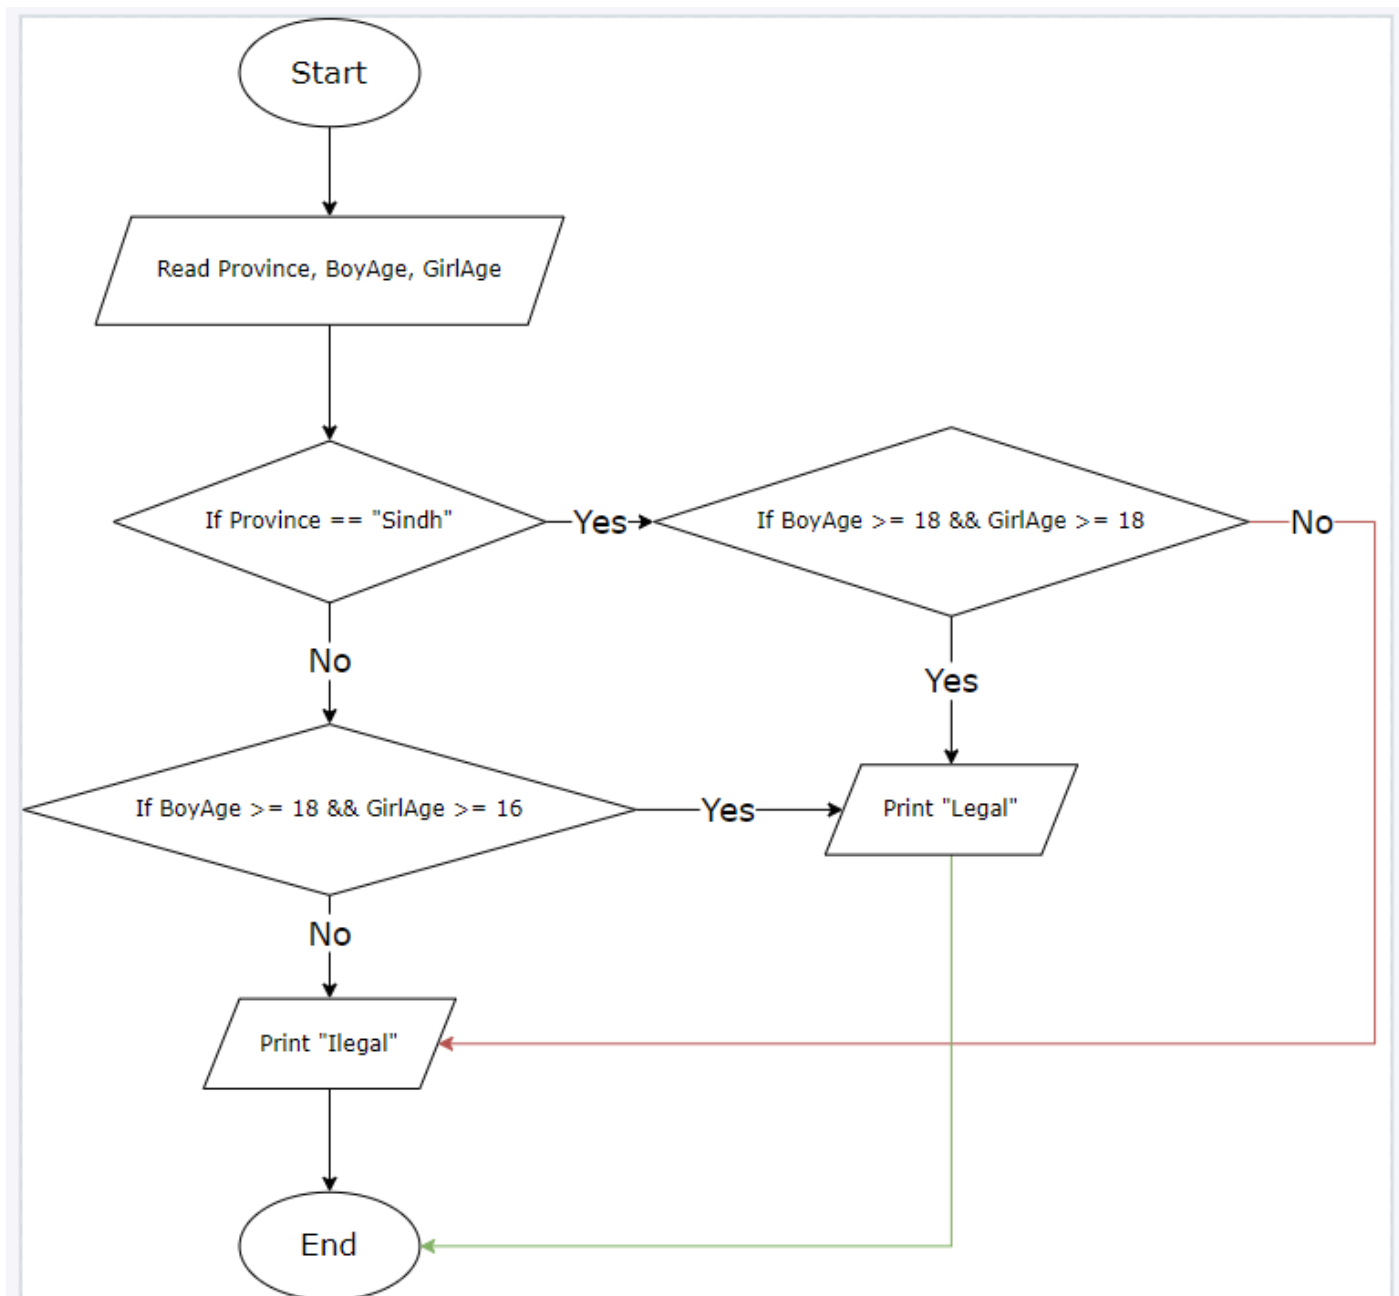 Start
Read Province, BoyAge, GirlAge
If Province == "Sindh"
Yes
If BoyAge >= 18 && GirlAge >= 18
No
No
Yes
If BoyAge >= 18 && GirlAge >= 16
Yes
Print "Legal"
No
Print "Ilegal"
End